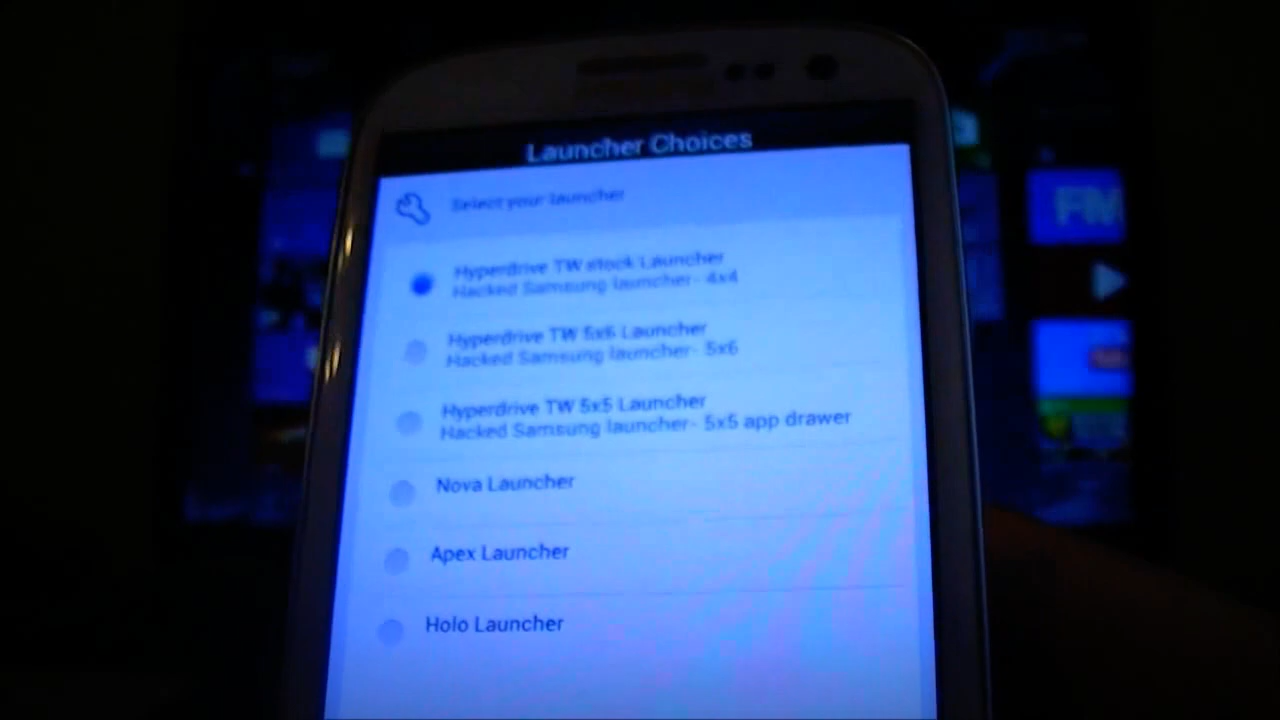 Launcher Choices
Select your launcher
Hyperdrive TW stock Launcher
Hacked Samsung launcher- 4x4
Hyperdrive TW 5x6 Launcher
Hacked Samsung launcher- 5x6
Hyperdrive TW 5x5 Launcher
Hacked Samsung launcher- 5x5 app drawer
Nova Launcher
Apex Launcher
Holo Launcher
FM